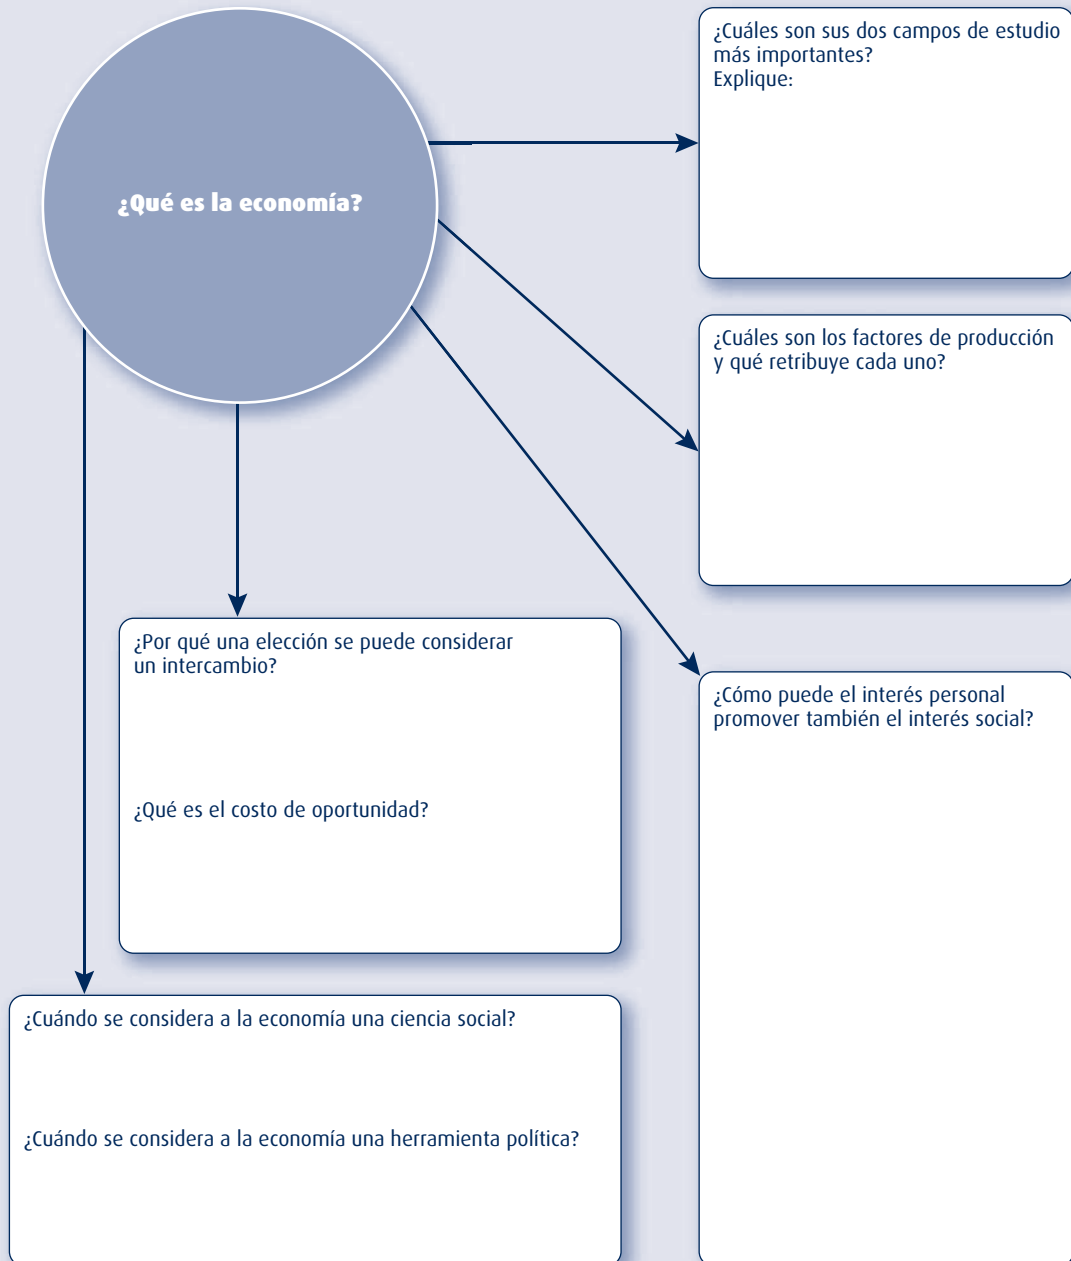 ¿Qué es la economía?
¿Cuáles son sus dos campos de estudio
más importantes?
Explique:
¿Cuáles son los factores de producción
y qué retribuye cada uno?
¿Por qué una elección se puede considerar
un intercambio?
¿Qué es el costo de oportunidad?
¿Cómo puede el interés personal
promover también el interés social?
¿Cuándo se considera a la economía una ciencia social?
¿Cuándo se considera a la economía una herramienta política?